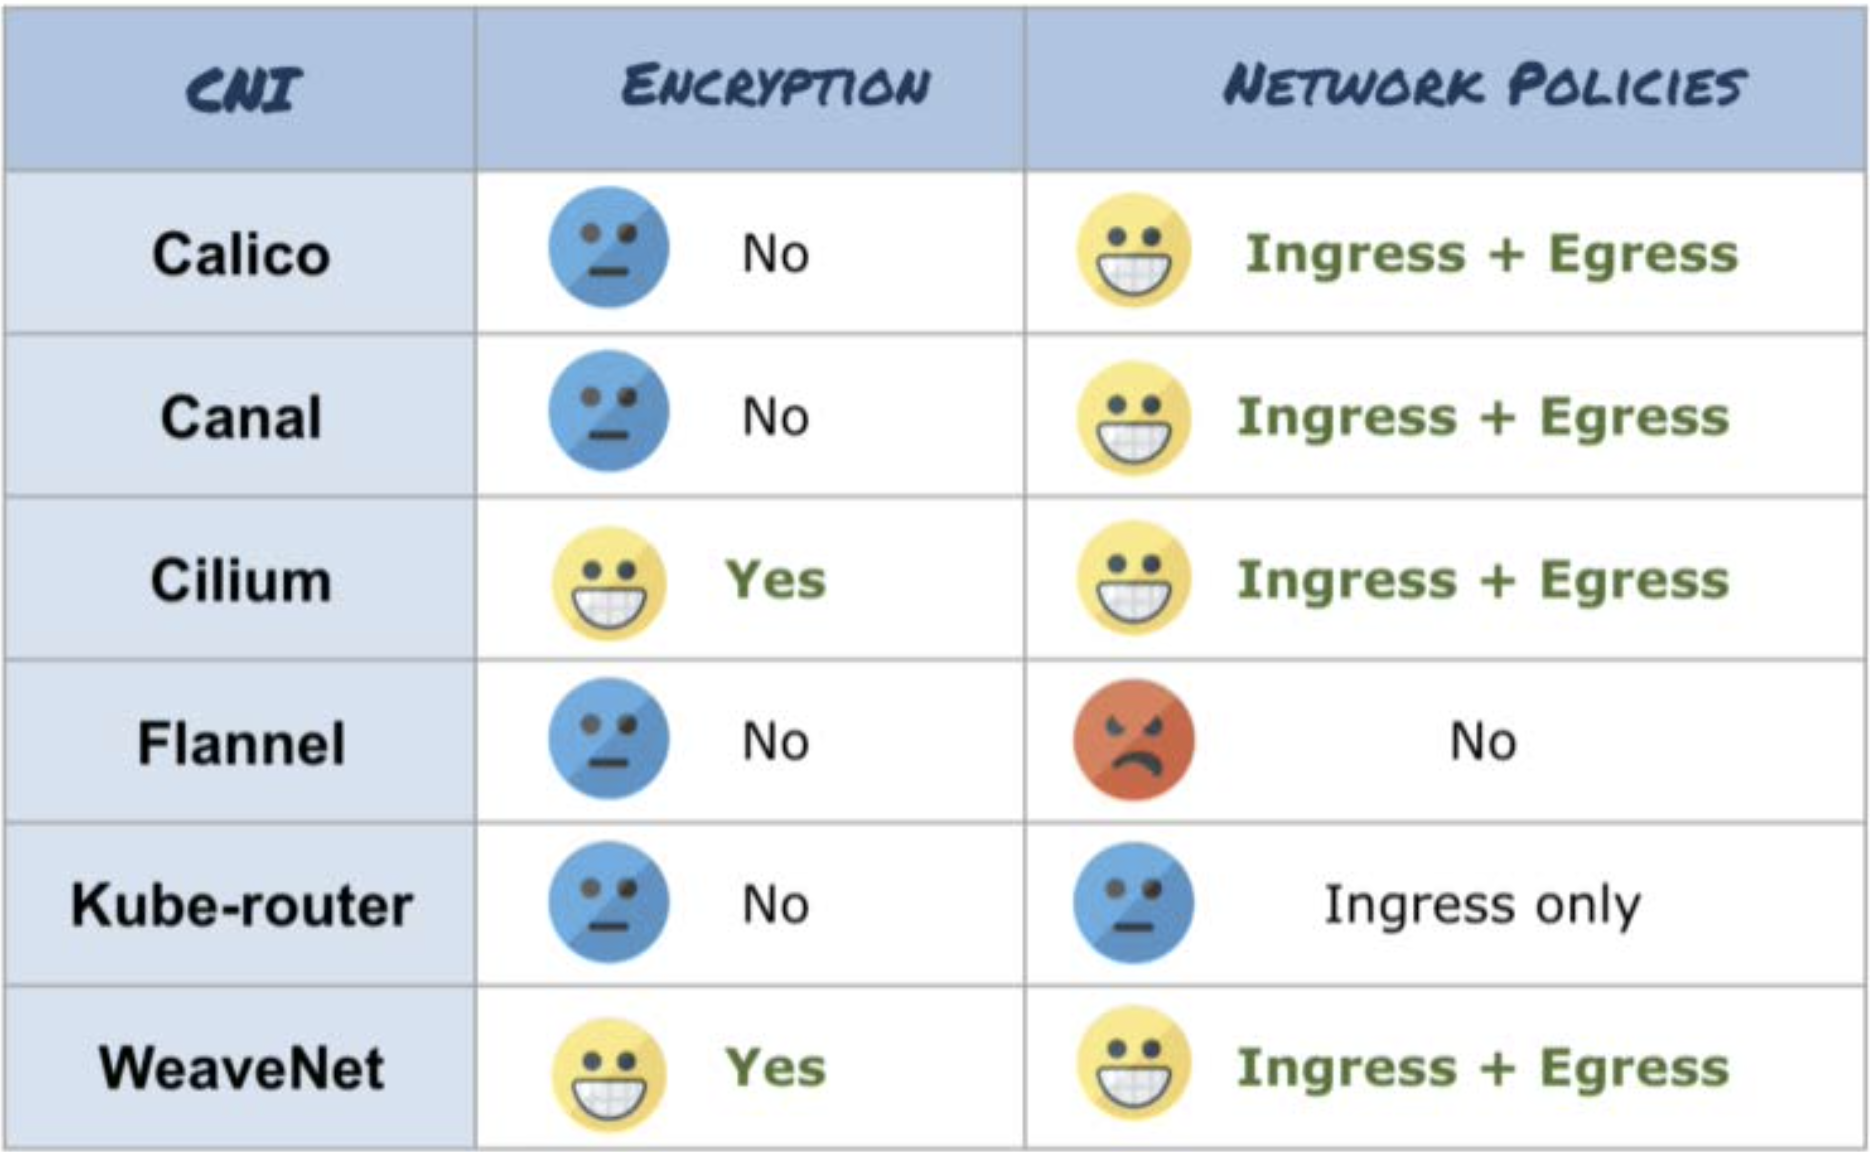 CNI ENCRYPTION NETWORK POLICIES
Calico No Ingress + Egress
Canal No Ingress + Egress
Cilium Yes Ingress + Egress
Flannel No No
Kube-router No Ingress only
WeaveNet Yes Ingress + Egress